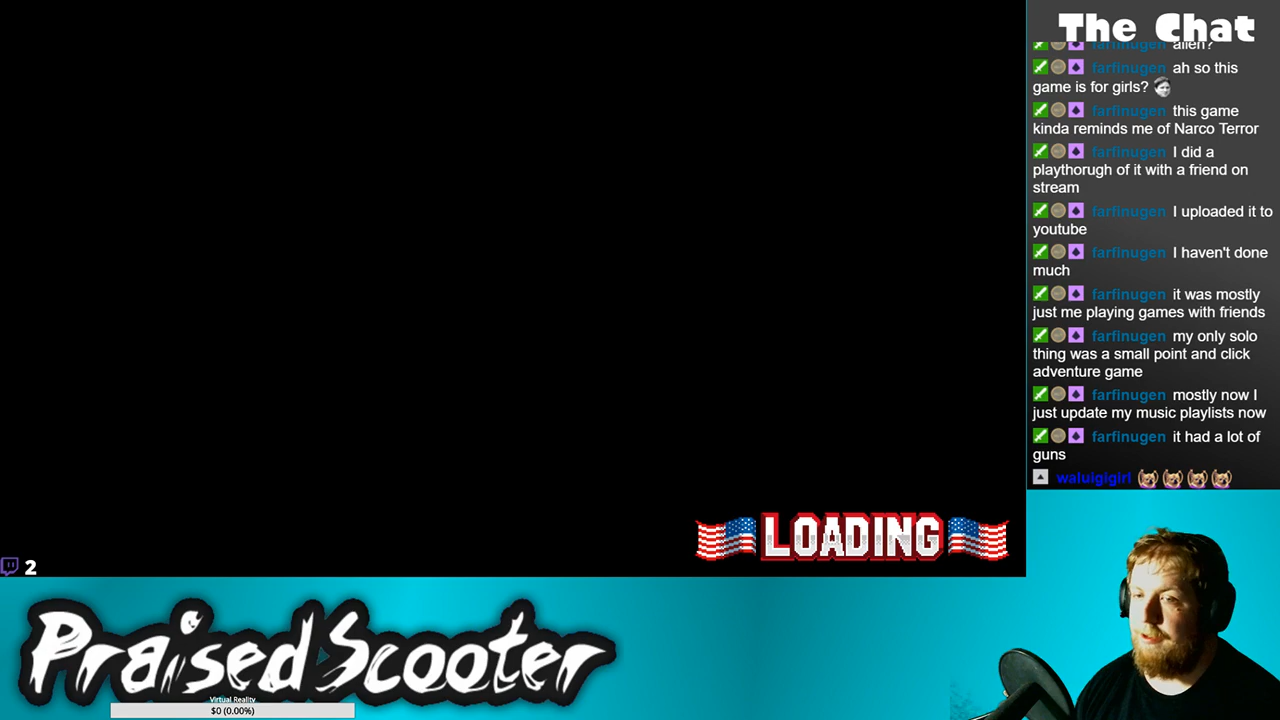 The Chat
farfinugen alien?
farfinugen ah so this
game is for girls?
farfinugen this game
kinda reminds me of Narco Terror
farfinugen I did a
playthorugh of it with a friend on
stream
farfinugen I uploaded it to
youtube
farfinugen I haven't done
much
farfinugen it was mostly
just me playing games with friends
farfinugen my only solo
thing was a small point and click
adventure game
farfinugen mostly now I
just update my music playlists now
farfinugen it had a lot of
guns
waluigigirl
LOADING
2
PraisedScooter
Virtual Reality
$0 (0.00%)